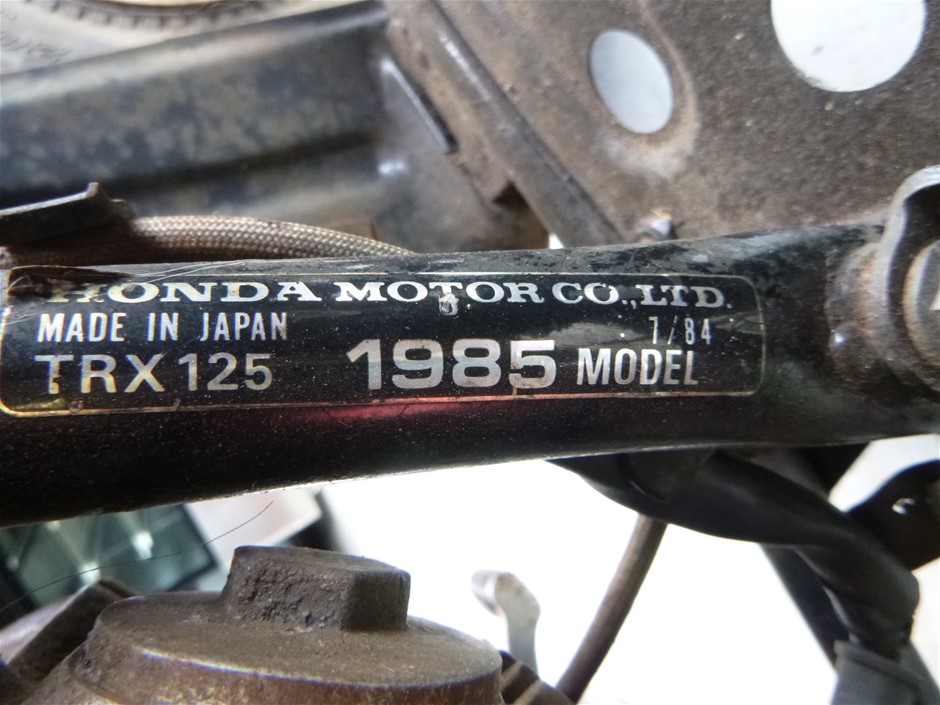 HONDA MOTOR CO., LTD.
MADE IN JAPAN 7/84
TRX125 1985 MODEL